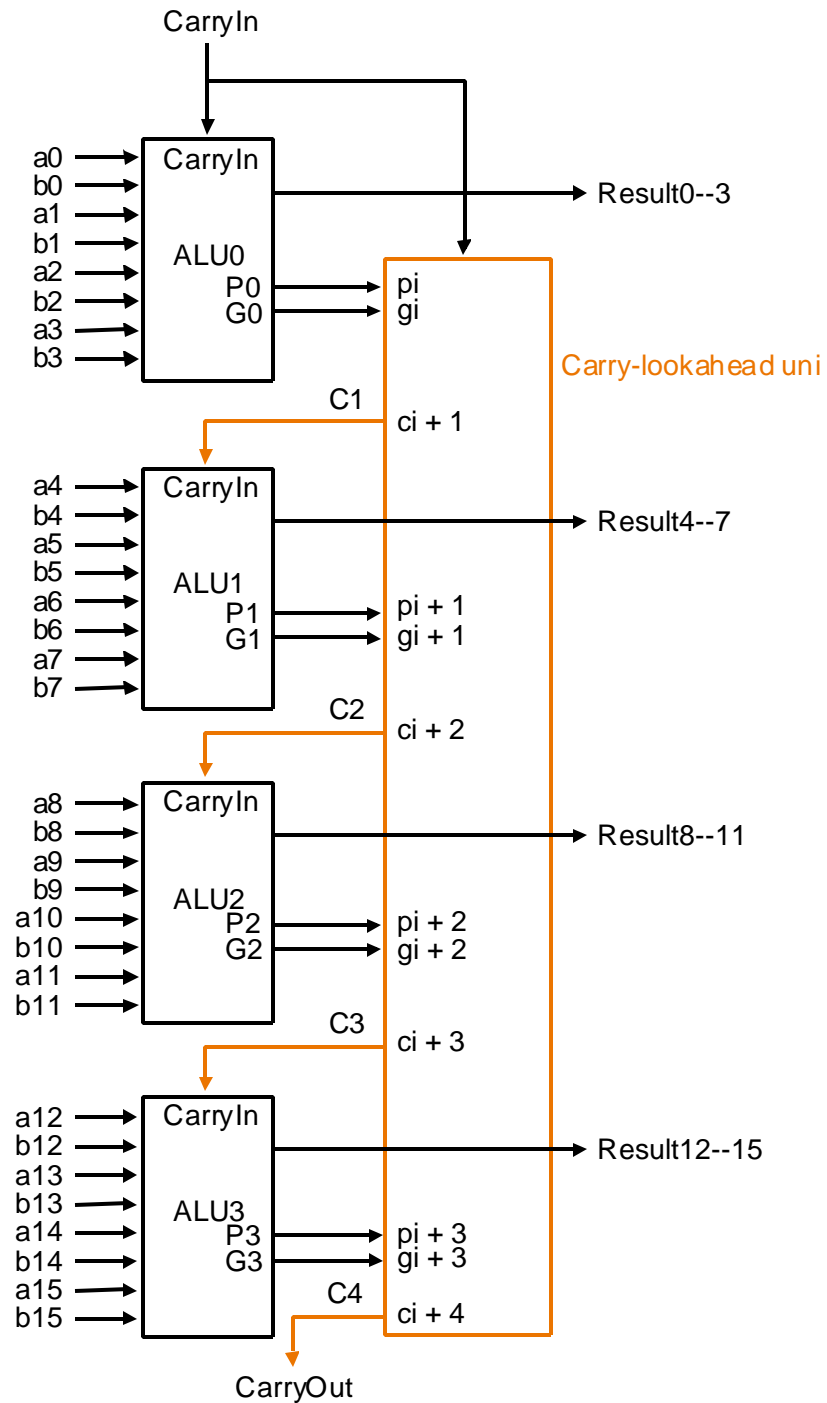 CarryIn
a0
b0
a1
b1
a2
b2
a3
b3
CarryIn
ALU0
P0
G0
pi
gi
Result0--3
Carry-lookahead uni
C1
ci + 1
a4
b4
a5
b5
a6
b6
a7
b7
CarryIn
ALU1
P1
G1
pi + 1
gi + 1
Result4--7
C2
ci + 2
a8
b8
a9
b9
a10
b10
a11
b11
CarryIn
ALU2
P2
G2
pi + 2
gi + 2
Result8--11
C3
ci + 3
a12
b12
a13
b13
a14
b14
a15
b15
CarryIn
ALU3
P3
G3
pi + 3
gi + 3
Result12--15
C4
ci + 4
CarryOut